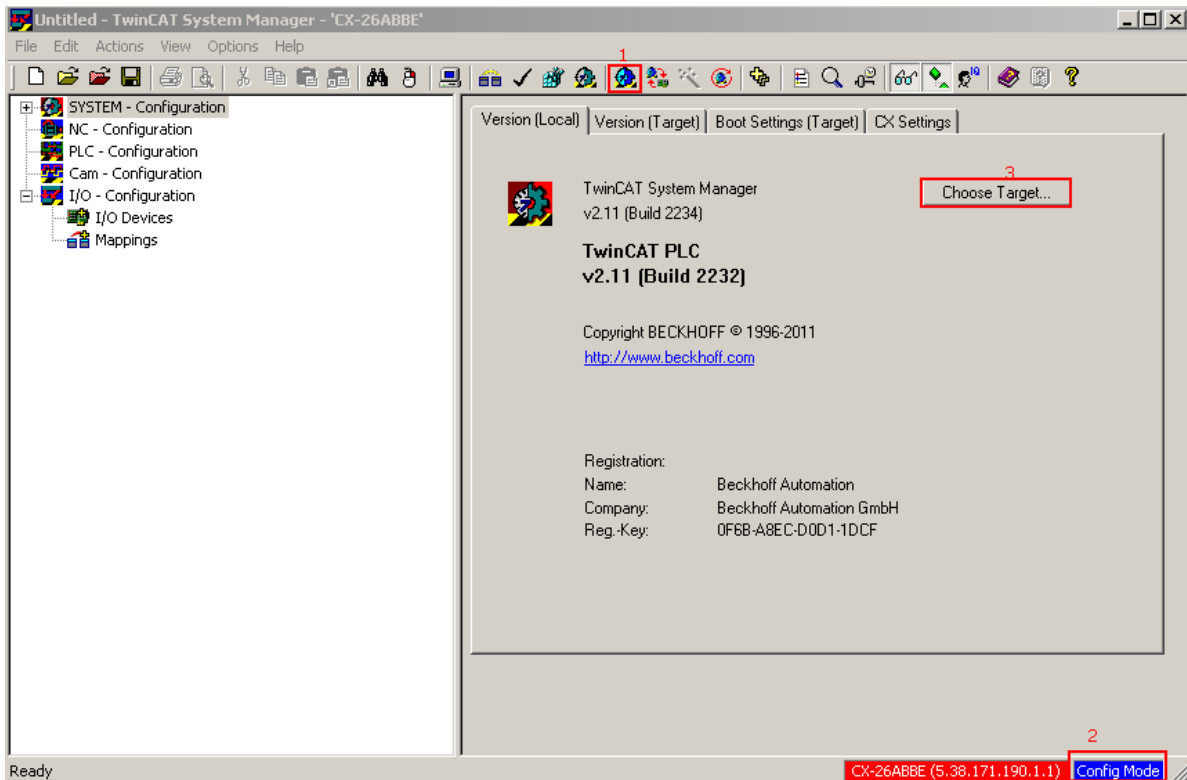 Untitled - TwinCAT System Manager - 'CX-26ABBE'
File Edit Actions View Options Help
1
SYSTEM - Configuration
NC - Configuration
PLC - Configuration
Cam - Configuration
I/O - Configuration
I/O Devices
Mappings
Version (Local) Version (Target) Boot Settings (Target) CX Settings
3
TwinCAT System Manager
Choose Target...
v2.11 (Build 2234)
TwinCAT PLC
v2.11 (Build 2232)
Copyright BECKHOFF © 1996-2011
http://www.beckhoff.com
Registration:
Name: Beckhoff Automation
Company: Beckhoff Automation GmbH
Reg.-Key: 0F6B-A8EC-D0D1-1DCF
2
Ready CX-26ABBE (5.38.171.190.1.1) Config Mode